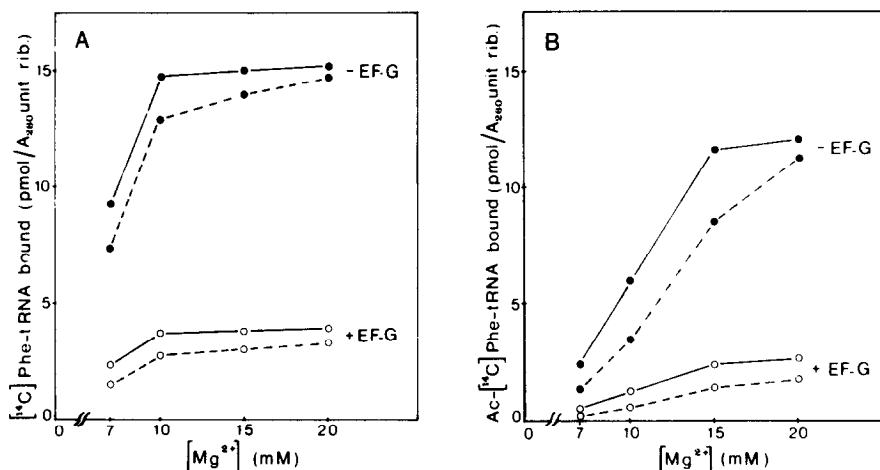 A
[¹⁴C] Phe-tRNA bound (pmol/A₂₆₀ unit rib.)
15
10
5
0
- EF-G
+ EF-G
0 7 10 15 20
[Mg²⁺] (mM)
B
Ac-[¹⁴C] Phe-tRNA bound (pmol/A₂₆₀ unit rib.)
15
10
5
0
- EF-G
+ EF-G
0 7 10 15 20
[Mg²⁺] (mM)